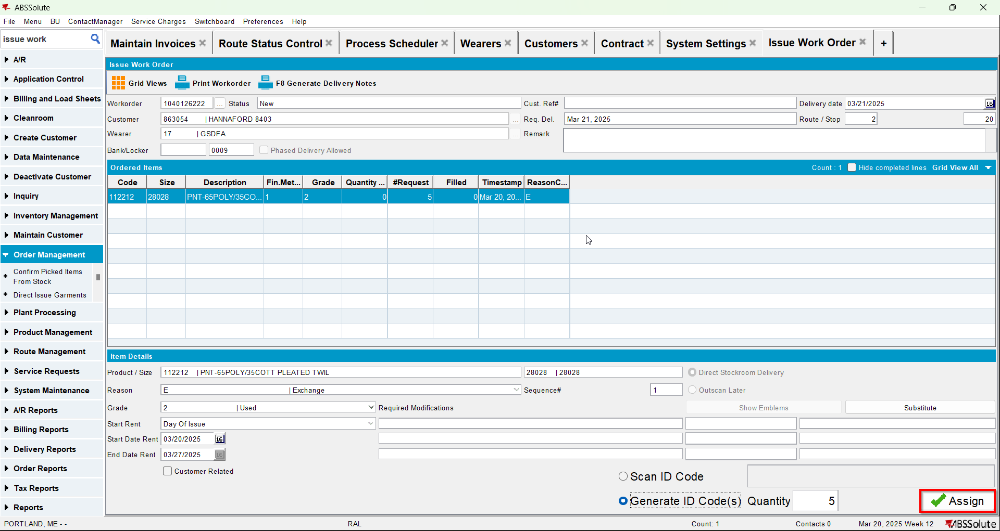 ABSSolute
File Menu BU ContactManager Service Charges Switchboard Preferences Help
issue work
Maintain Invoices Route Status Control Process Scheduler Wearers Customers Contract System Settings Issue Work Order +
A/R
Application Control
Billing and Load Sheets
Cleanroom
Create Customer
Data Maintenance
Deactivate Customer
Inquiry
Inventory Management
Maintain Customer
Order Management
Confirm Picked Items
From Stock
Direct Issue Garments
Plant Processing
Product Management
Route Management
Service Requests
System Maintenance
A/R Reports
Billing Reports
Delivery Reports
Order Reports
Tax Reports
Reports
Issue Work Order
Grid Views Print Workorder F8 Generate Delivery Notes
Workorder 1040126222 ... Status New Cust. Ref# Delivery date 03/21/2025 16
Customer 863054 | HANNAFORD 8403 ... Req. Del. Mar 21, 2025 Route / Stop 2 20
Wearer 17 | GSDFA ... Remark
Bank/Locker 0009 Phased Delivery Allowed
Ordered Items Count : 1 Hide completed lines Grid View All
Code Size Description Fin.Met... Grade Quantity ... #Request Filled Timestamp ReasonC...
112212 28028 PNT-65POLY/35CO... 1 2 0 5 0 Mar 20, 20... E
Item Details
Product / Size 112212 | PNT-65POLY/35COTT PLEATED TWIL 28028 | 28028 Direct Stockroom Delivery
Reason E | Exchange Sequence# 1 Outscan Later
Grade 2 | Used Required Modifications Show Emblems Substitute
Start Rent Day Of Issue
Start Date Rent 03/20/2025 16
End Date Rent 03/27/2025 16
Customer Related
Scan ID Code
Generate ID Code(s) Quantity 5 Assign
PORTLAND, ME - - RAL Count: 1 Contacts 0 Mar 20, 2025 Week 12 ABSSolute